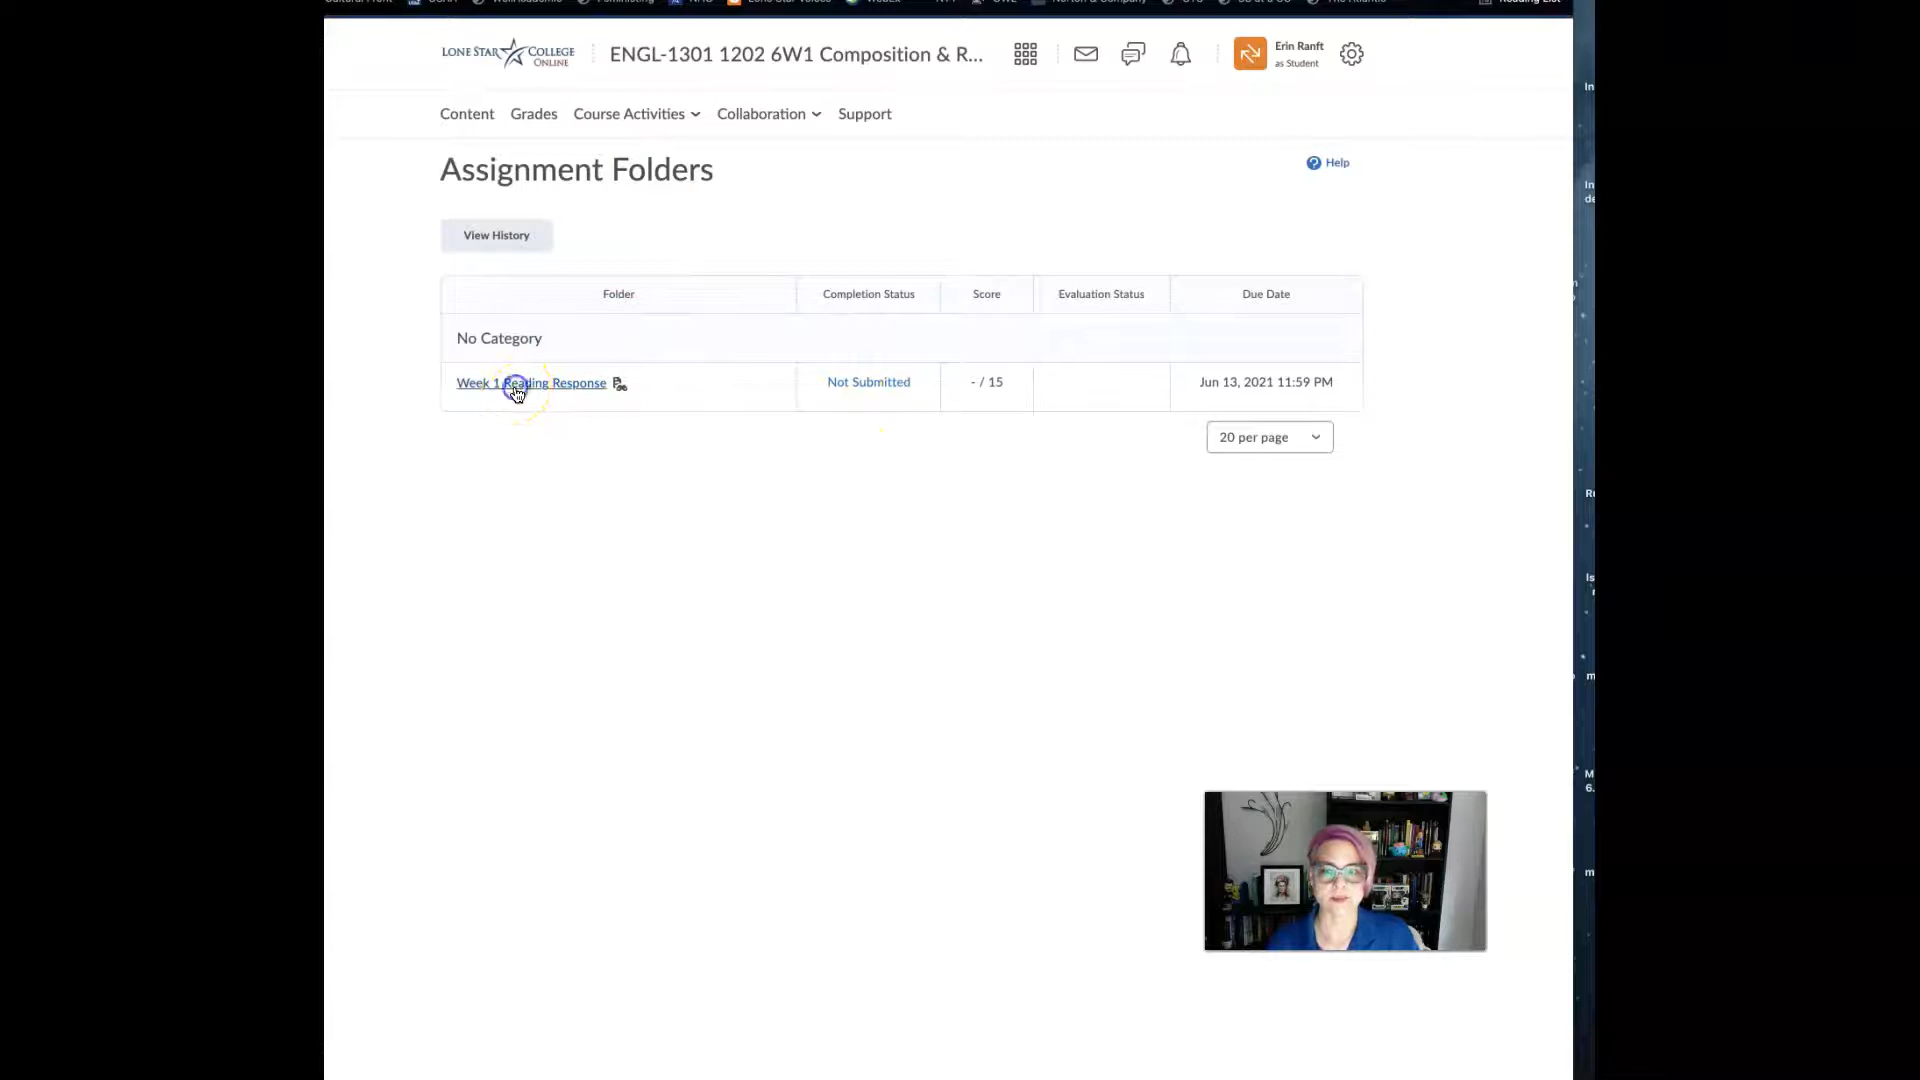 LONE STAR COLLEGE
ONLINE
ENGL-1301 1202 6W1 Composition & R...
Erin Ranft
as Student
Content Grades Course Activities Collaboration Support
Assignment Folders
Help
View History
Folder Completion Status Score Evaluation Status Due Date
No Category
Week 1 Reading Response Not Submitted - / 15 Jun 13, 2021 11:59 PM
20 per page